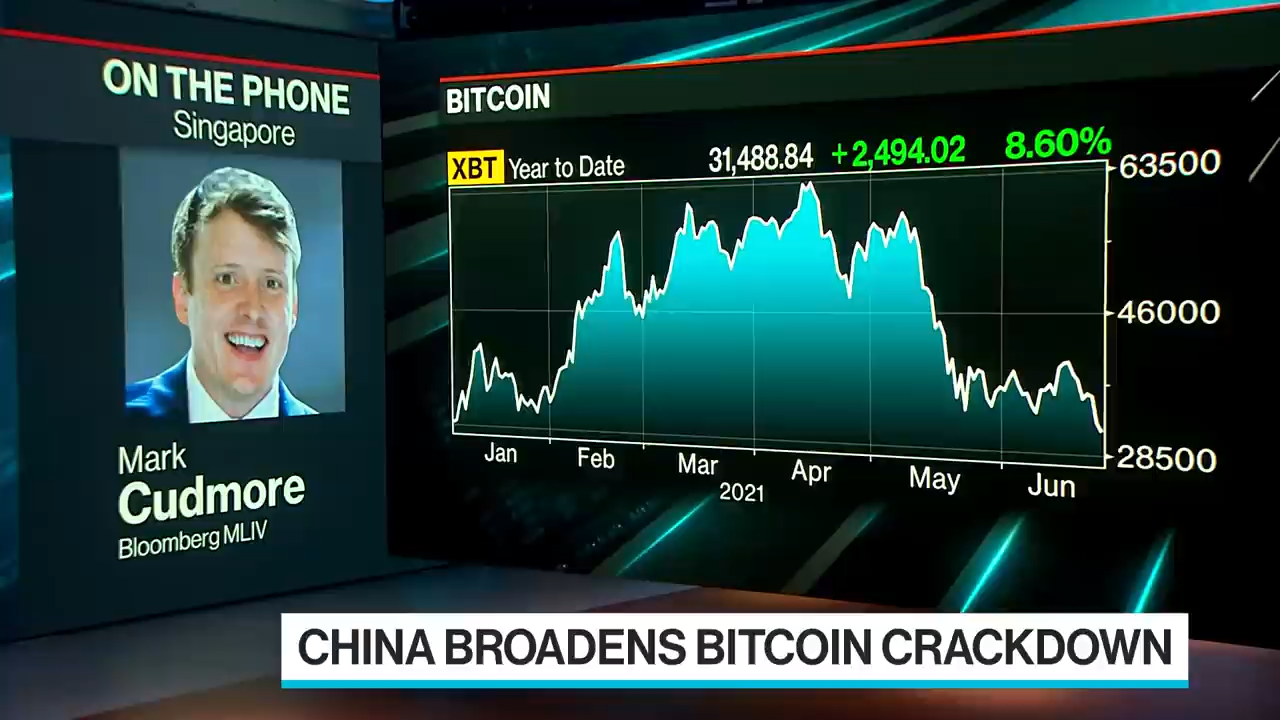 ON THE PHONE
Singapore
Mark
Cudmore
Bloomberg MLIV
BITCOIN
XBT Year to Date 31,488.84 +2,494.02 8.60%
63500
46000
28500
Jan Feb Mar Apr May Jun
2021
CHINA BROADENS BITCOIN CRACKDOWN